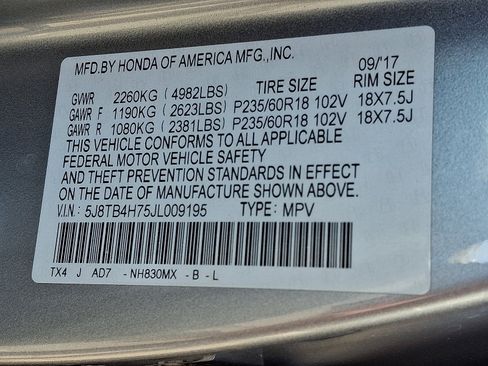 MFD.BY HONDA OF AMERICA MFG.,INC. 09/'17
GVWR 2260KG (4982LBS) TIRE SIZE RIM SIZE
GAWR F 1190KG (2623LBS) P235/60R18 102V 18X7.5J
GAWR R 1080KG (2381LBS) P235/60R18 102V 18X7.5J
THIS VEHICLE CONFORMS TO ALL APPLICABLE
FEDERAL MOTOR VEHICLE SAFETY
AND THEFT PREVENTION STANDARDS IN EFFECT
ON THE DATE OF MANUFACTURE SHOWN ABOVE.
V.I.N: 5J8TB4H75JL009195 TYPE: MPV
TX4 J AD7 -NH830MX -B -L